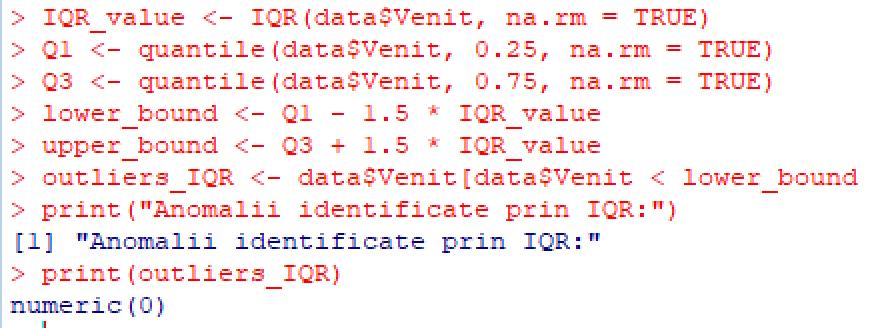 > IQR_value <- IQR(data$Venit, na.rm = TRUE)
> Q1 <- quantile(data$Venit, 0.25, na.rm = TRUE)
> Q3 <- quantile(data$Venit, 0.75, na.rm = TRUE)
> lower_bound <- Q1 - 1.5 * IQR_value
> upper_bound <- Q3 + 1.5 * IQR_value
> outliers_IQR <- data$Venit[data$Venit < lower_bound
> print("Anomalii identificate prin IQR:")
[1] "Anomalii identificate prin IQR:"
> print(outliers_IQR)
numeric(0)